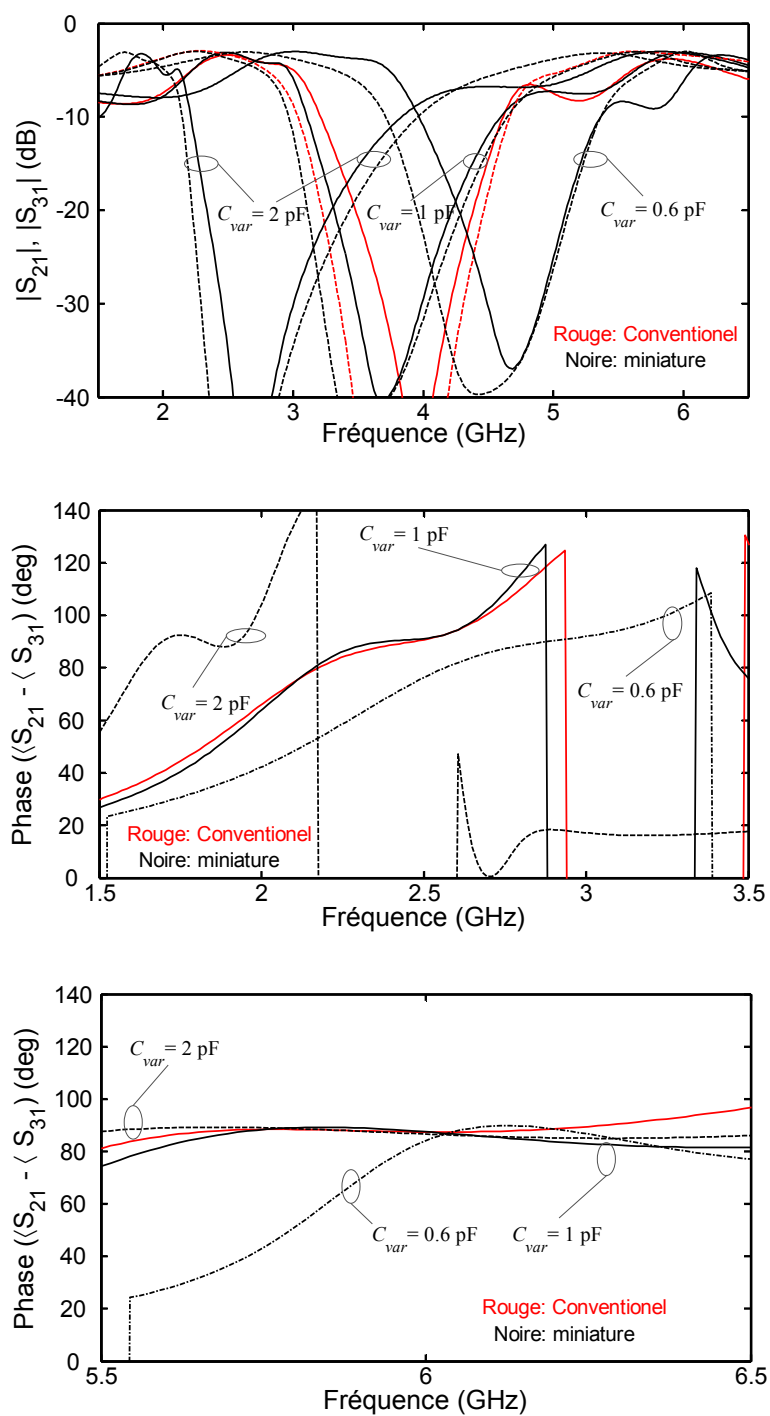 0
-10
-20
-30
-40
|S21|, |S31| (dB)
Cvar= 2 pF
Cvar= 1 pF
Cvar= 0.6 pF
Rouge: Conventionel
Noire: miniature
2 3 4 5 6
Fréquence (GHz)
140
120
100
80
60
40
20
0
Phase (⟨⟨S21 - ⟨ S31) (deg)
Cvar= 1 pF
Cvar= 2 pF
Cvar= 0.6 pF
Rouge: Conventionel
Noire: miniature
1.5 2 2.5 3 3.5
Fréquence (GHz)
140
120
100
80
60
40
20
0
Phase (⟨⟨S21 - ⟨ S31) (deg)
Cvar= 2 pF
Cvar= 0.6 pF
Cvar= 1 pF
Rouge: Conventionel
Noire: miniature
5.5 6 6.5
Fréquence (GHz)